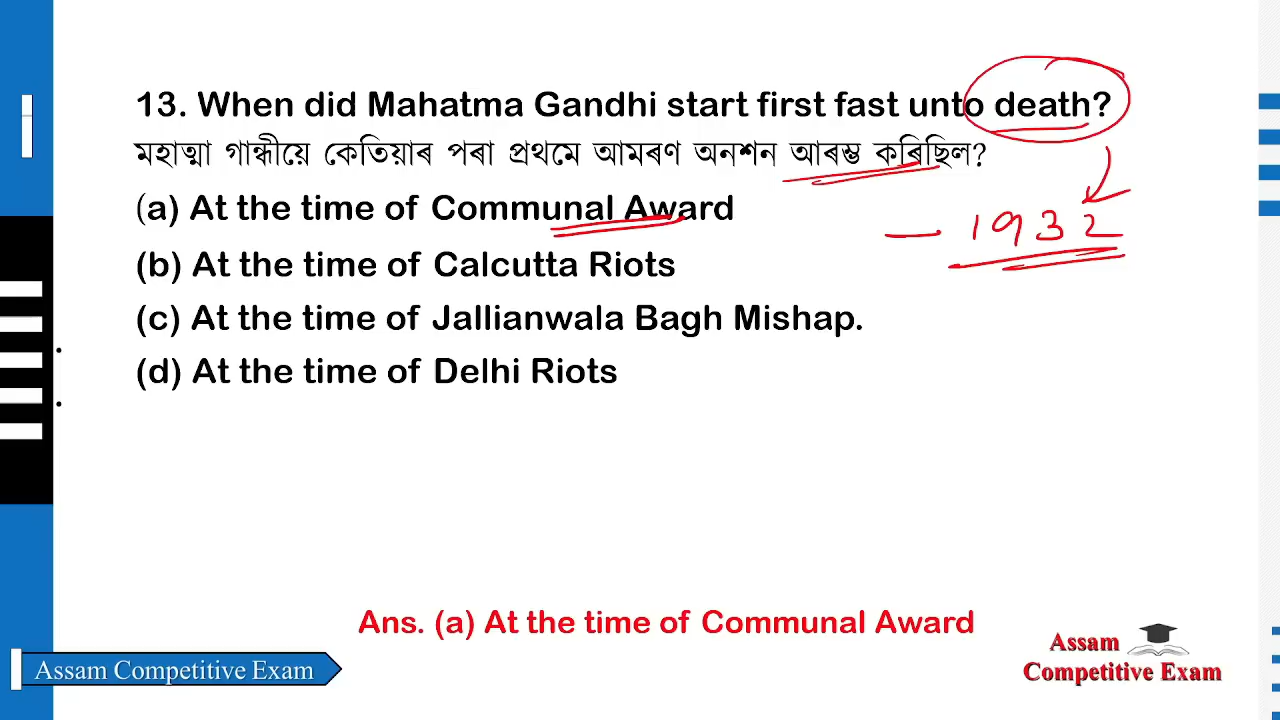 13. When did Mahatma Gandhi start first fast unto death?
মহাত্মা গান্ধীয়ে কেতিয়াৰ পৰা প্ৰথমে আমৰণ অনশন আৰম্ভ কৰিছিল?
(a) At the time of Communal Award
– 1932
(b) At the time of Calcutta Riots
(c) At the time of Jallianwala Bagh Mishap.
(d) At the time of Delhi Riots
Ans. (a) At the time of Communal Award
Assam Competitive Exam
Assam
Competitive Exam